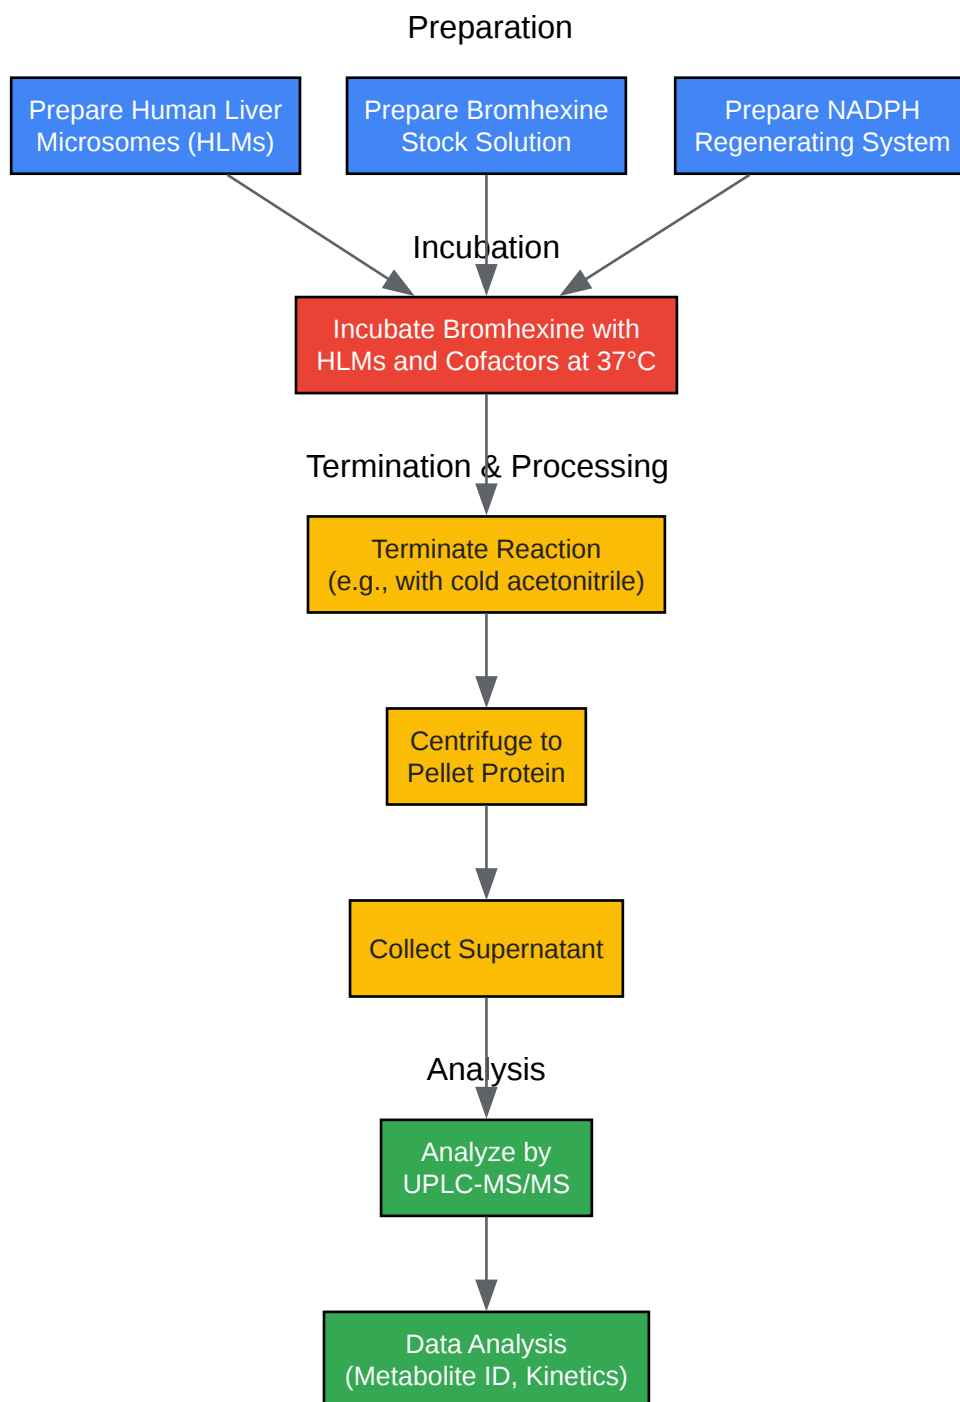 Preparation
Prepare Human Liver
Microsomes (HLMs)
Prepare Bromhexine
Stock Solution
Prepare NADPH
Regenerating System
Incubation
Incubate Bromhexine with
HLMs and Cofactors at 37°C
Termination & Processing
Terminate Reaction
(e.g., with cold acetonitrile)
Centrifuge to
Pellet Protein
Collect Supernatant
Analysis
Analyze by
UPLC-MS/MS
Data Analysis
(Metabolite ID, Kinetics)